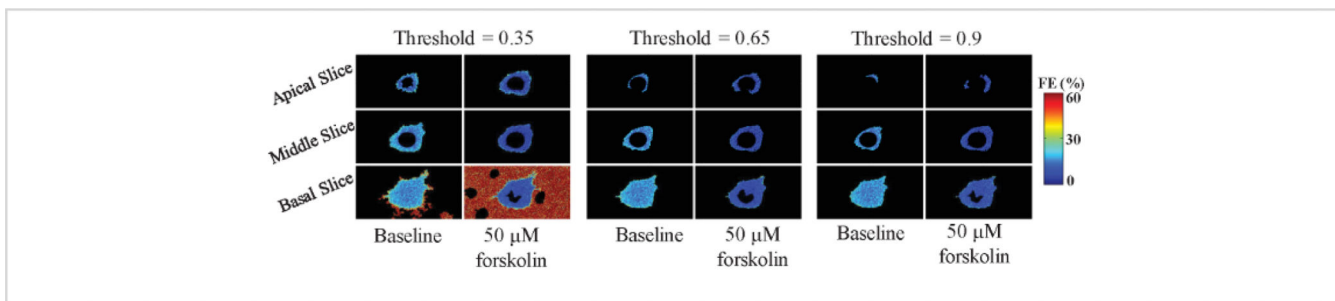 Threshold = 0.35
Threshold = 0.65
Threshold = 0.9
Apical Slice
Middle Slice
Basal Slice
FE (%)
60
30
0
Baseline
50 μM
forskolin
Baseline
50 μM
forskolin
Baseline
50 μM
forskolin